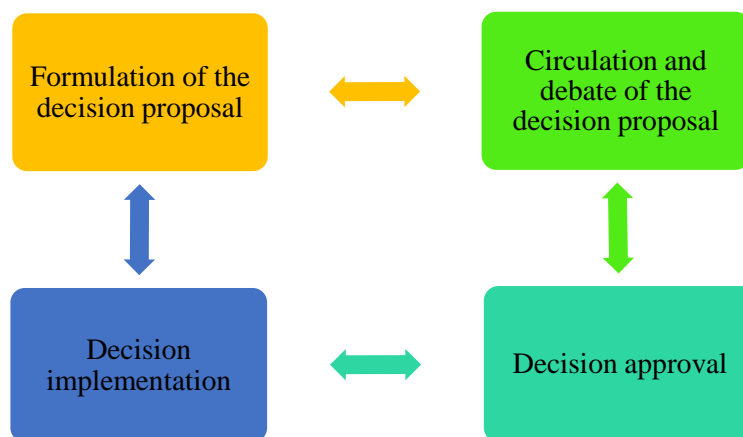 Formulation of the
decision proposal
Circulation and
debate of the
decision proposal
Decision
implementation
Decision approval